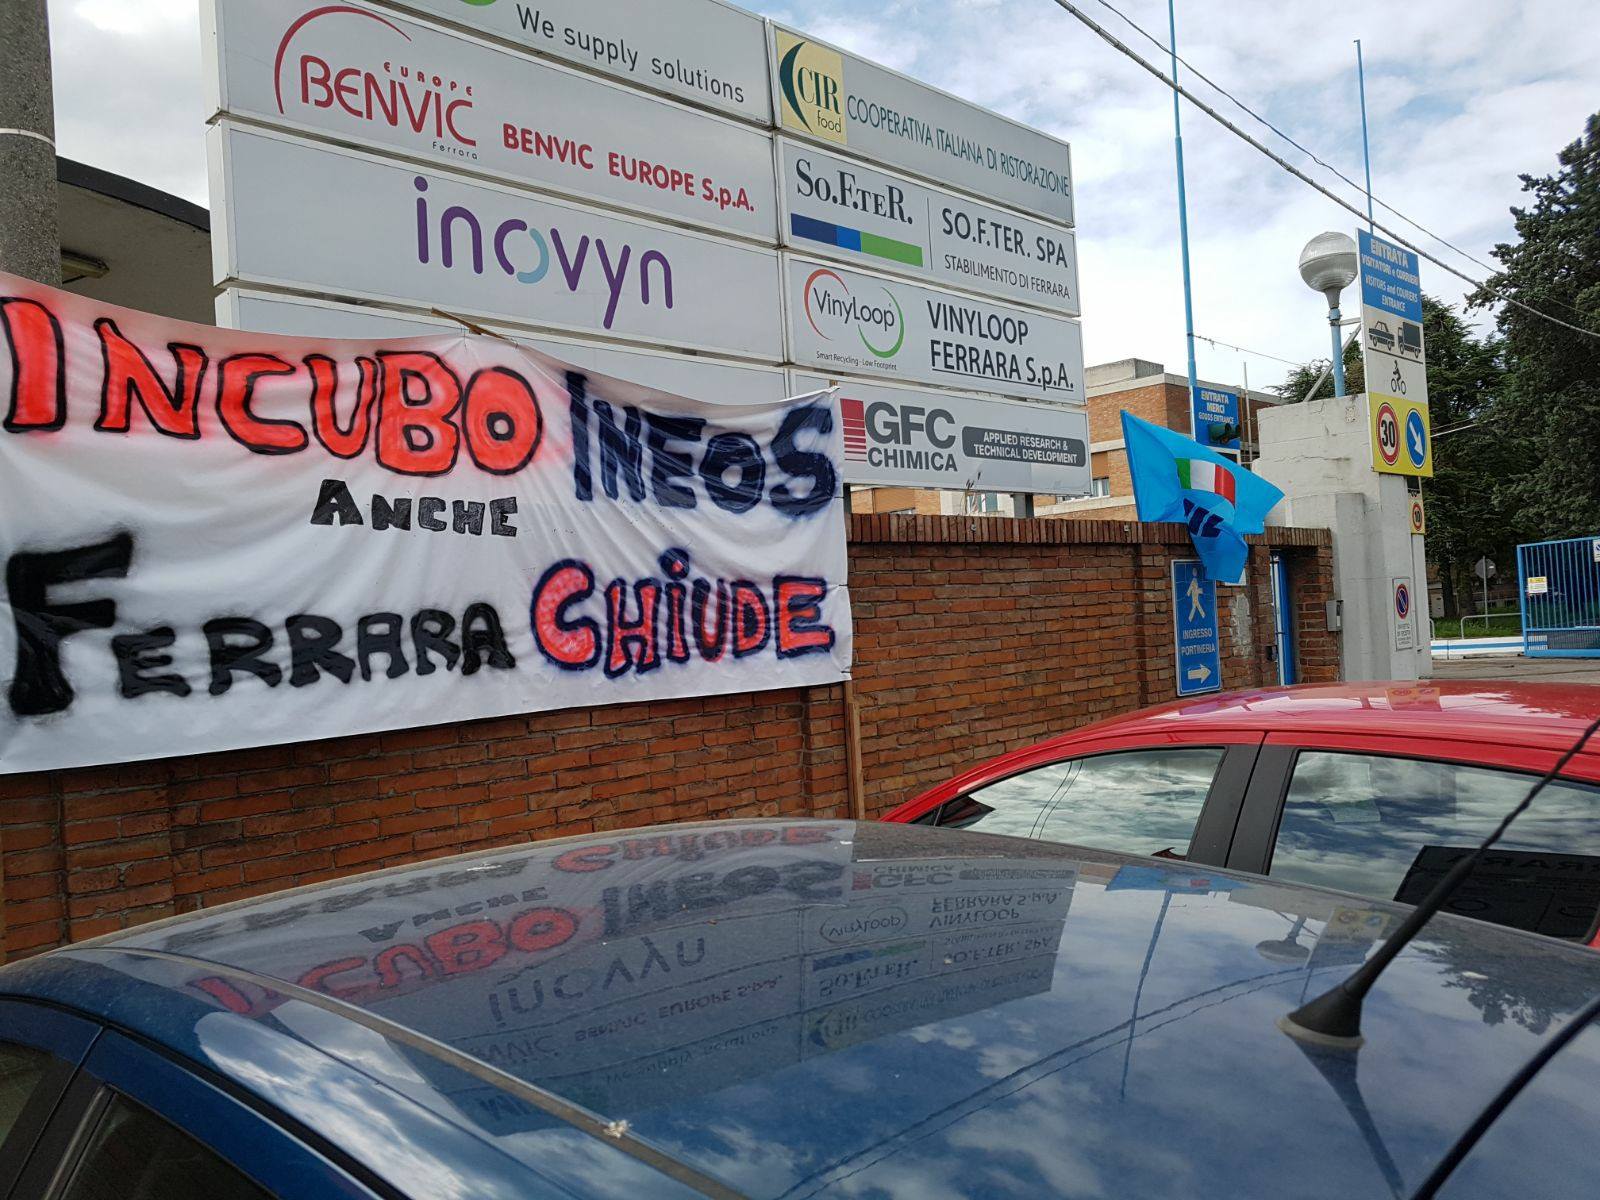 We supply solutions
EUROPE
BENVIC
Ferrara
BENVIC EUROPE S.p.A.
inovyn
CIR
food
COOPERATIVA ITALIANA DI RISTORAZIONE
SO.F.TER.
SO.F.TER. SPA
STABILIMENTO DI FERRARA
VinyLoop
Smart Recycling - Low Footprint
VINYLOOP
FERRARA S.p.A.
GFC
CHIMICA
APPLIED RESEARCH &
TECHNICAL DEVELOPMENT
INCUBO INEOS
ANCHE
FERRARA CHIUDE
ENTRATA
VISITATORI e CORRIERI
VISITORS and COURIERS
ENTRANCE
30
ENTRATA
MERCI
GOODS ENTRANCE
UIL
INGRESSO
PORTINERIA
10